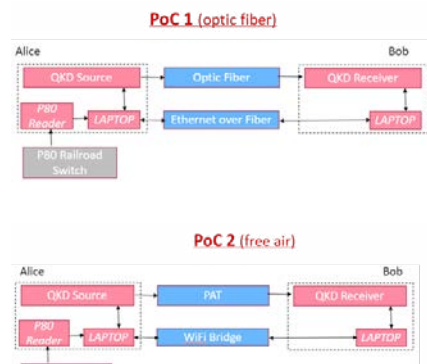 PoC 1 (optic fiber)
Alice Bob
QKD Source Optic Fiber QKD Receiver
P80
Reader LAPTOP Ethernet over Fiber LAPTOP
P80 Railroad
Switch
PoC 2 (free air)
Alice Bob
QKD Source PAT QKD Receiver
P80
Reader LAPTOP WiFi Bridge LAPTOP